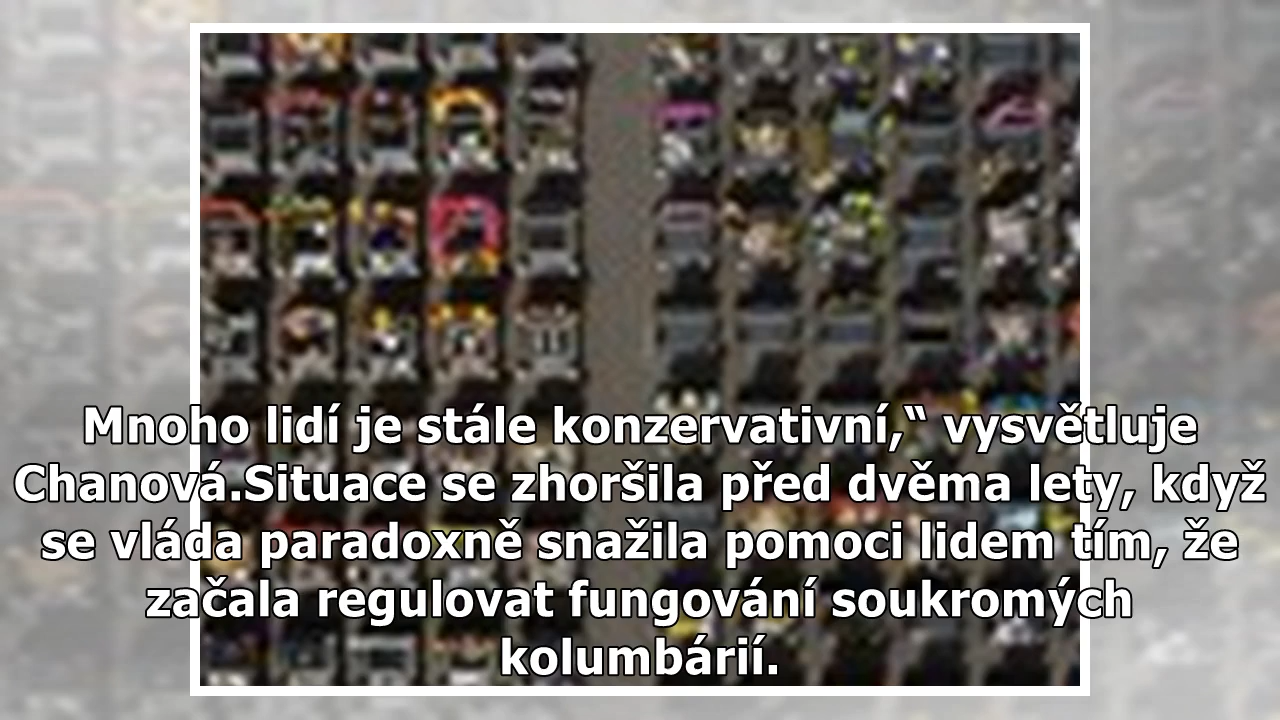 Mnoho lidí je stále konzervativní,“ vysvětluje
Chanová.Situace se zhoršila před dvěma lety, když
se vláda paradoxně snažila pomoci lidem tím, že
začala regulovat fungování soukromých
kolumbárií.